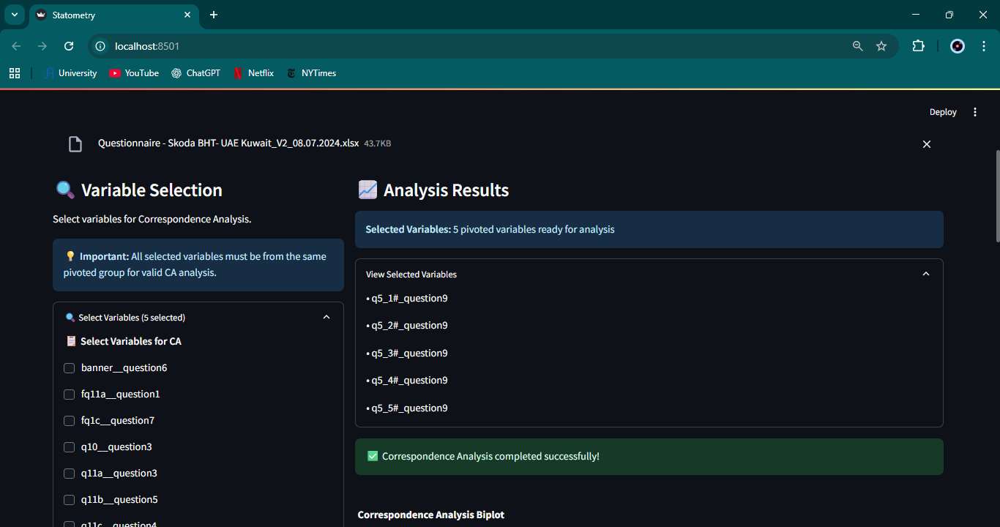 Statometry
localhost:8501
University
YouTube
ChatGPT
Netflix
NYTimes
Deploy
Questionnaire - Skoda BHT- UAE Kuwait_V2_08.07.2024.xlsx 43.7KB
Variable Selection
Select variables for Correspondence Analysis.
Important: All selected variables must be from the same
pivoted group for valid CA analysis.
Select Variables (5 selected)
Select Variables for CA
banner__question6
fq11a__question1
fq1c__question7
q10__question3
q11a__question3
q11b__question5
q11c__question4
Analysis Results
Selected Variables: 5 pivoted variables ready for analysis
View Selected Variables
• q5_1#_question9
• q5_2#_question9
• q5_3#_question9
• q5_4#_question9
• q5_5#_question9
Correspondence Analysis completed successfully!
Correspondence Analysis Biplot